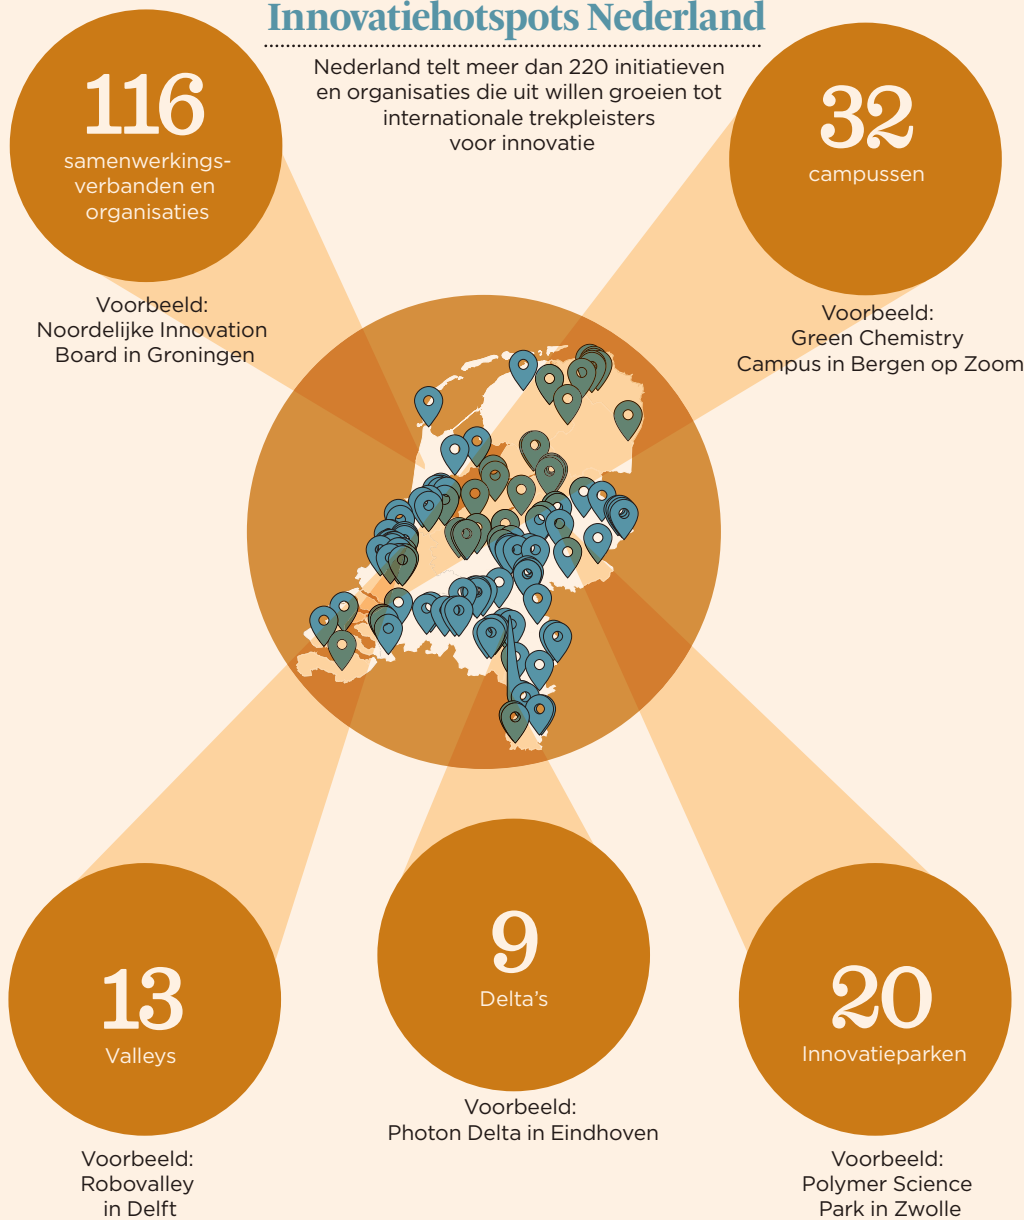 Innovatiehotspots Nederland
Nederland telt meer dan 220 initiatieven
en organisaties die uit willen groeien tot
internationale trekpleisters
voor innovatie
116
samenwerkings-
verbanden en
organisaties
Voorbeeld:
Noordelijke Innovation
Board in Groningen
32
campussen
Voorbeeld:
Green Chemistry
Campus in Bergen op Zoom
13
Valleys
Voorbeeld:
Robovalley
in Delft
9
Delta's
Voorbeeld:
Photon Delta in Eindhoven
20
Innovatieparken
Voorbeeld:
Polymer Science
Park in Zwolle